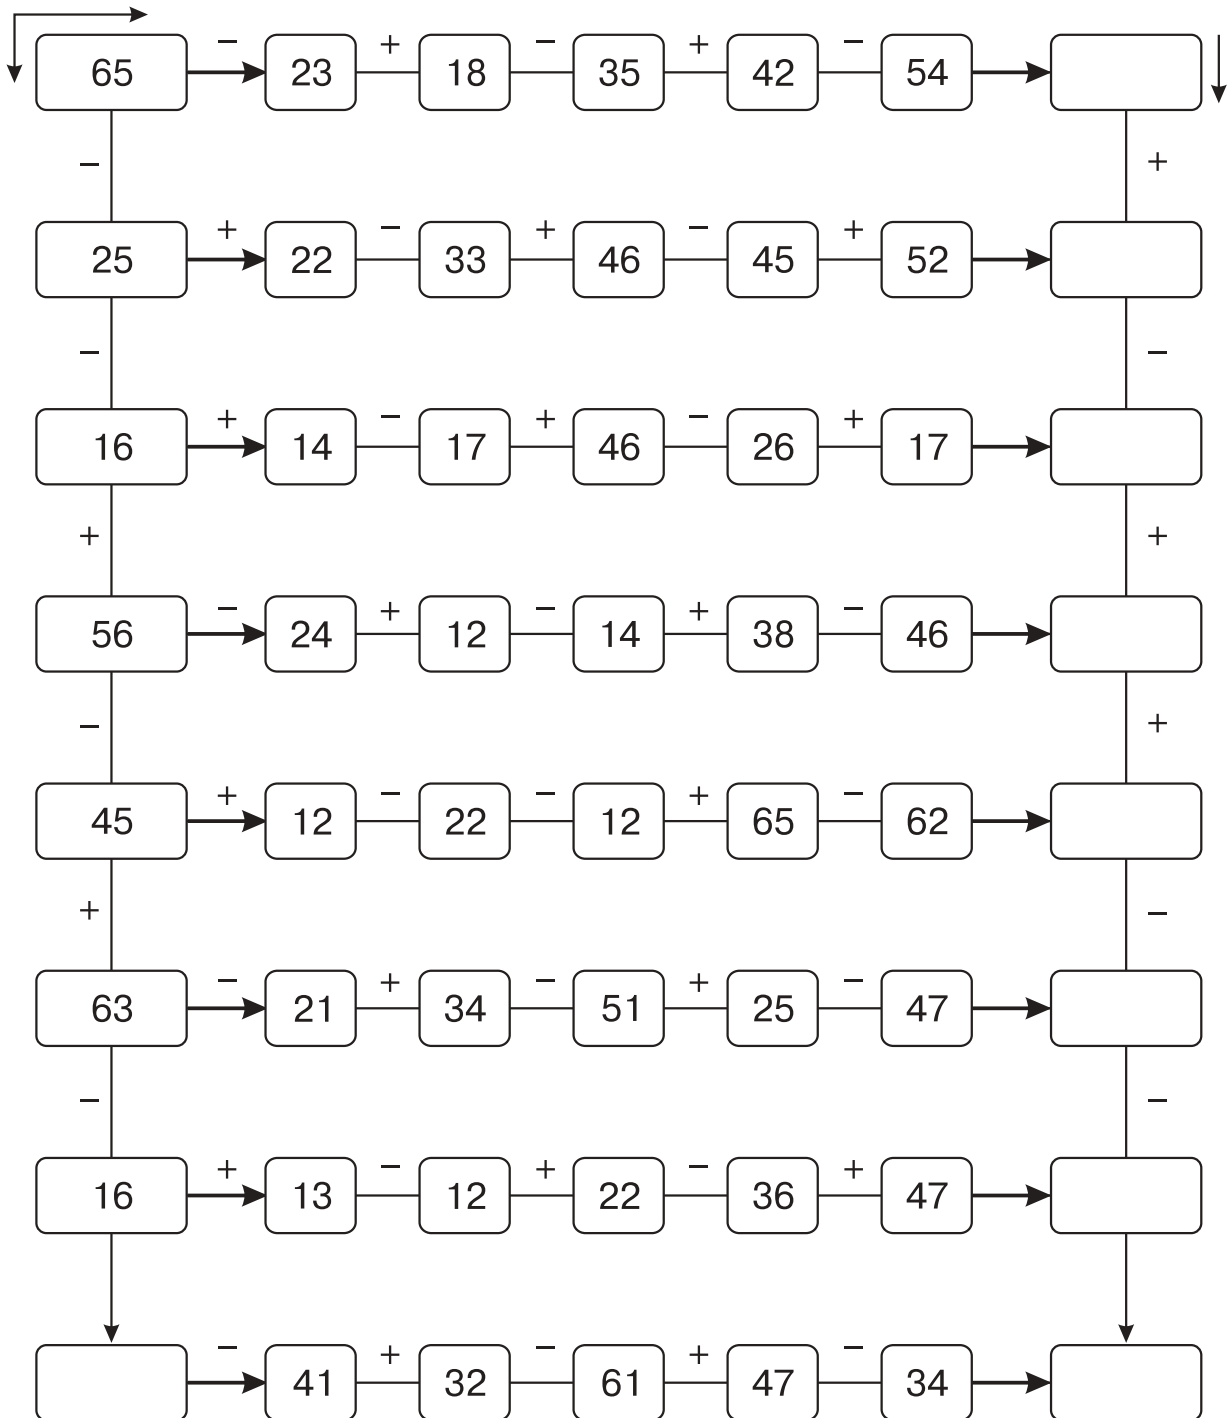 − + − + −
65 23 18 35 42 54
− +
+ − + − +
25 22 33 46 45 52
− −
+ − + − +
16 14 17 46 26 17
+ +
− + − + −
56 24 12 14 38 46
− +
+ − − + −
45 12 22 12 65 62
+ −
− + − + −
63 21 34 51 25 47
− −
+ − + − +
16 13 12 22 36 47
− + − + −
41 32 61 47 34